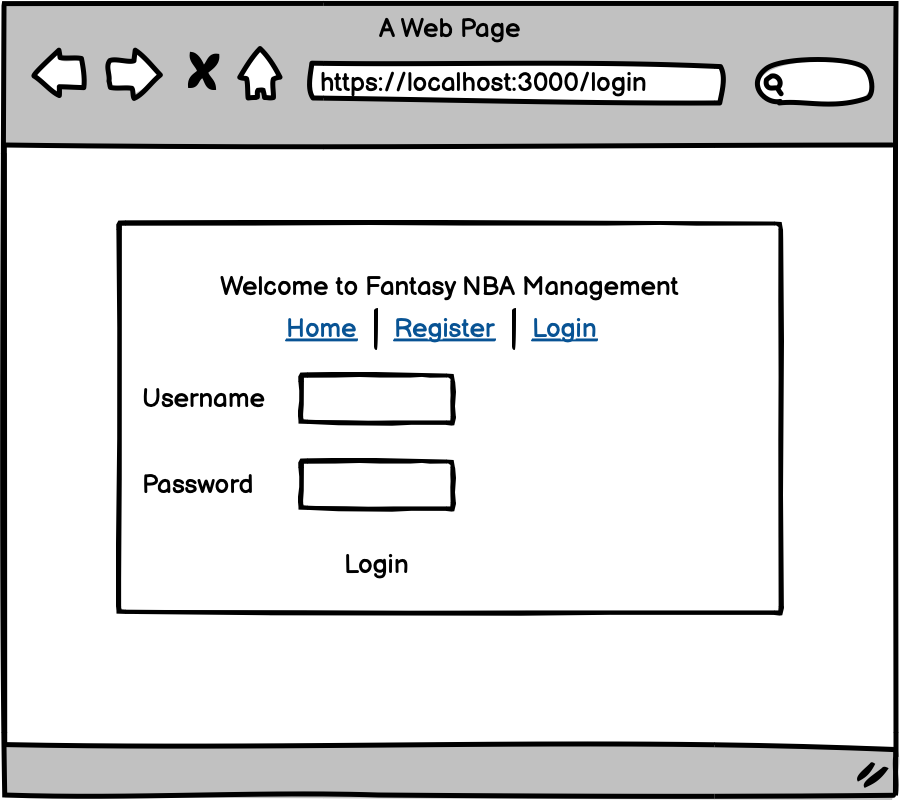 A Web Page
https://localhost:3000/login
Welcome to Fantasy NBA Management
Home | Register | Login
Username
Password
Login